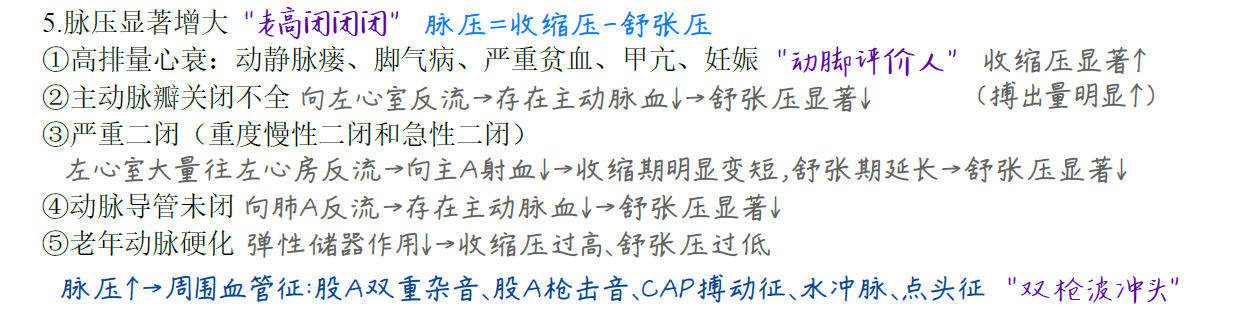 5.脉压显著增大 "老高闭闭闭" 脉压=收缩压-舒张压
①高排量心衰：动静脉瘘、脚气病、严重贫血、甲亢、妊娠 "动脚评价人" 收缩压显著↑
②主动脉瓣关闭不全 向左心室反流→存在主动脉血↓→舒张压显著↓ （搏出量明显↑）
③严重二闭（重度慢性二闭和急性二闭）
左心室大量往左心房反流→向主A射血↓→收缩期明显变短,舒张期延长→舒张压显著↓
④动脉导管未闭 向肺A反流→存在主动脉血↓→舒张压显著↓
⑤老年动脉硬化 弹性储器作用↓→收缩压过高、舒张压过低
脉压↑→周围血管征:股A双重杂音、股A枪击音、CAP搏动征、水冲脉、点头征 "双枪波冲头"